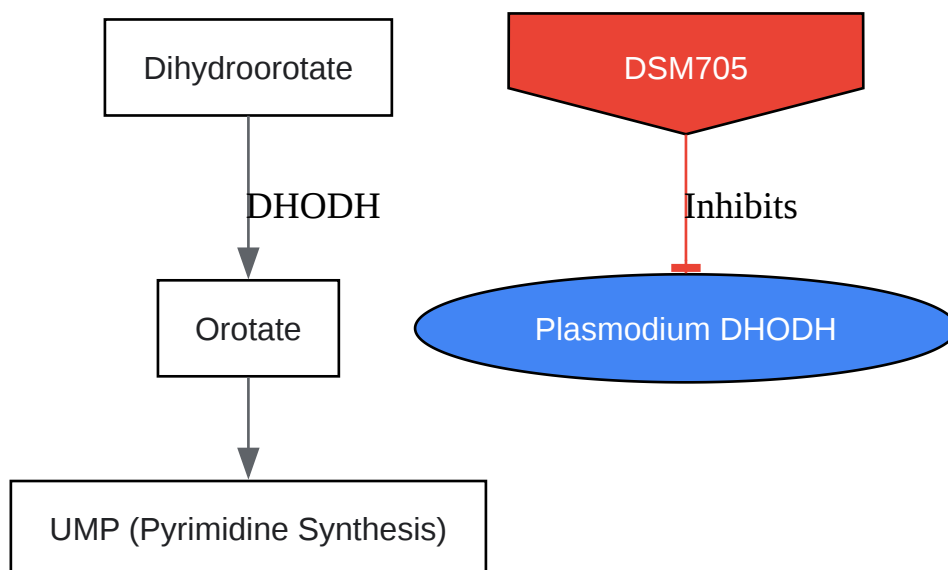 Dihydroorotate
DSM705
DHODH
Inhibits
Orotate
Plasmodium DHODH
UMP (Pyrimidine Synthesis)